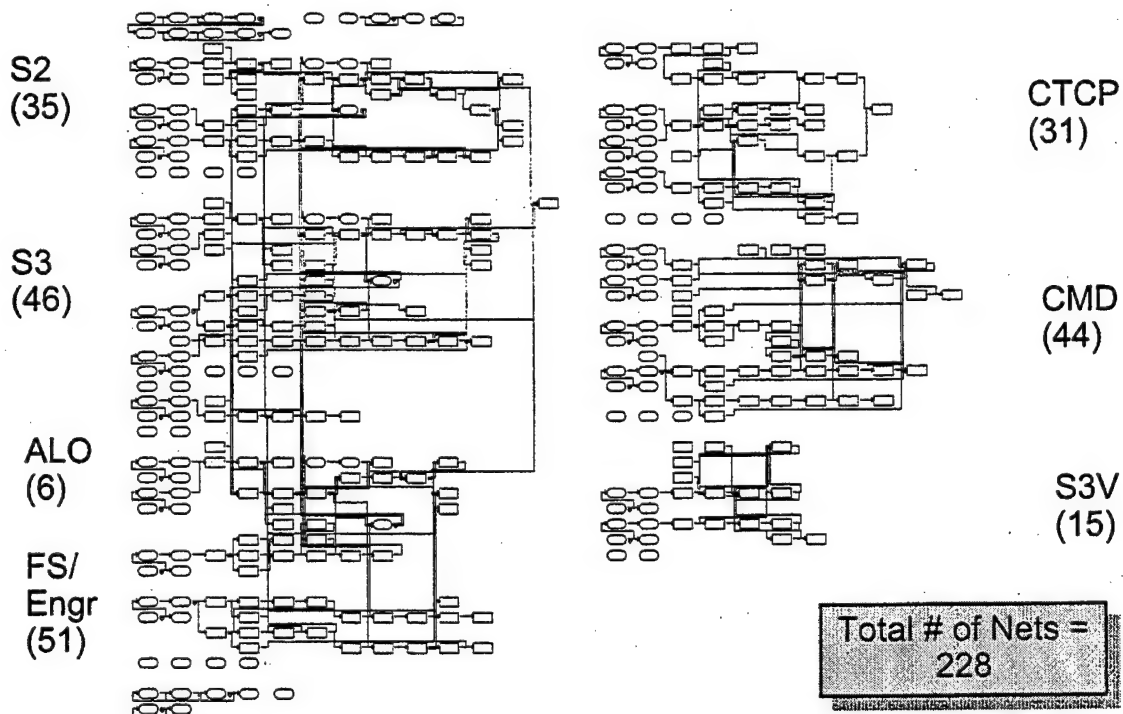 S2
(35)
S3
(46)
ALO
(6)
FS/
Engr
(51)
CTCP
(31)
CMD
(44)
S3V
(15)
Total # of Nets =
228